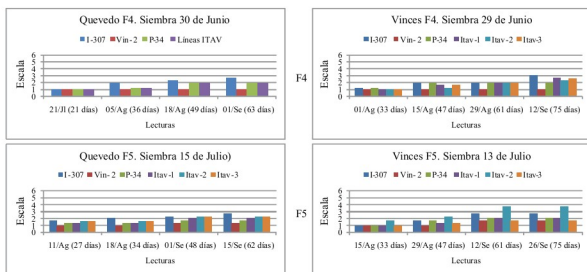 Quevedo F4. Siembra 30 de Junio
I-307 Vin- 2 P-34 Líneas ITAV
Escala
6
5
4
3
2
1
0
21/Jl (21 días) 05/Ag (36 días) 18/Ag (49 días) 01/Se (63 días)
Lecturas
F4
Vinces F4. Siembra 29 de Junio
I-307 Vin- 2 P-34 Itav-1 Itav-2 Itav-3
Escala
6
5
4
3
2
1
0
01/Ag (33 días) 15/Ag (47 días) 29/Ag (61 días) 12/Se (75 días)
Lecturas
Quevedo F5. Siembra 15 de Julio)
I-307 Vin- 2 P-34 Itav-1 Itav-2 Itav-3
Escala
6
5
4
3
2
1
0
11/Ag (27 días) 18/Ag (34 días) 01/Se (48 días) 15/Se (62 días)
Lecturas
F5
Vinces F5. Siembra 13 de Julio
I-307 Vin- 2 P-34 Itav-1 Itav-2 Itav-3
Escala
6
5
4
3
2
1
0
15/Ag (33 días) 29/Ag (47 días) 12/Se (61 días) 26/Se (75 días)
Lecturas